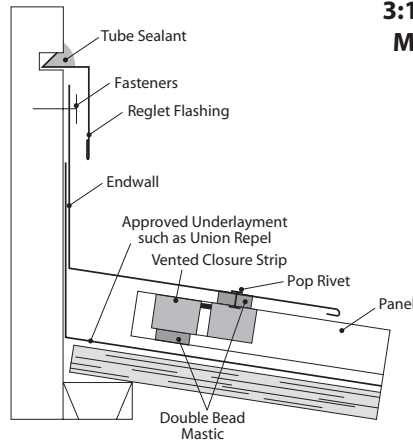 3:1
M
Tube Sealant
Fasteners
Reglet Flashing
Endwall
Approved Underlayment
such as Union Repel
Vented Closure Strip
Pop Rivet
Panel
Double Bead
Mastic